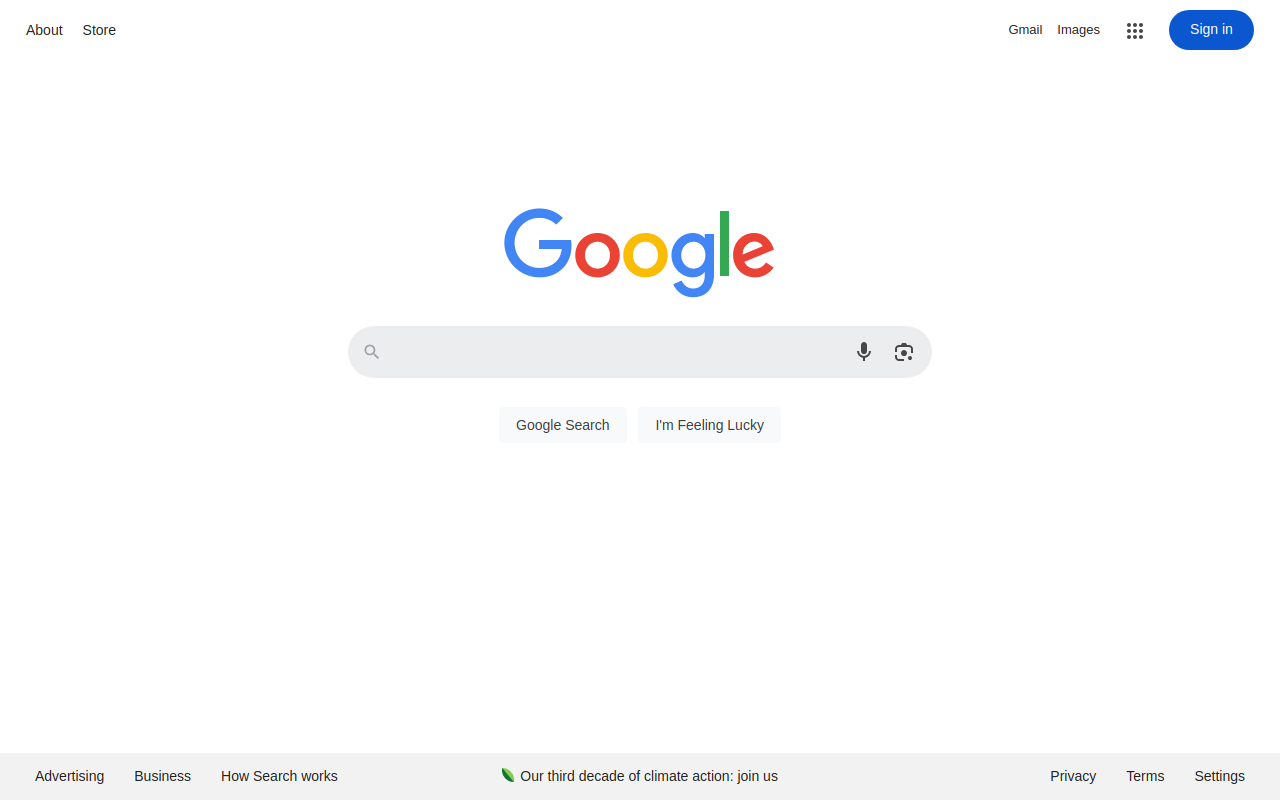 About Store Gmail Images Sign in
Google
Google Search I'm Feeling Lucky
Advertising Business How Search works Our third decade of climate action: join us Privacy Terms Settings